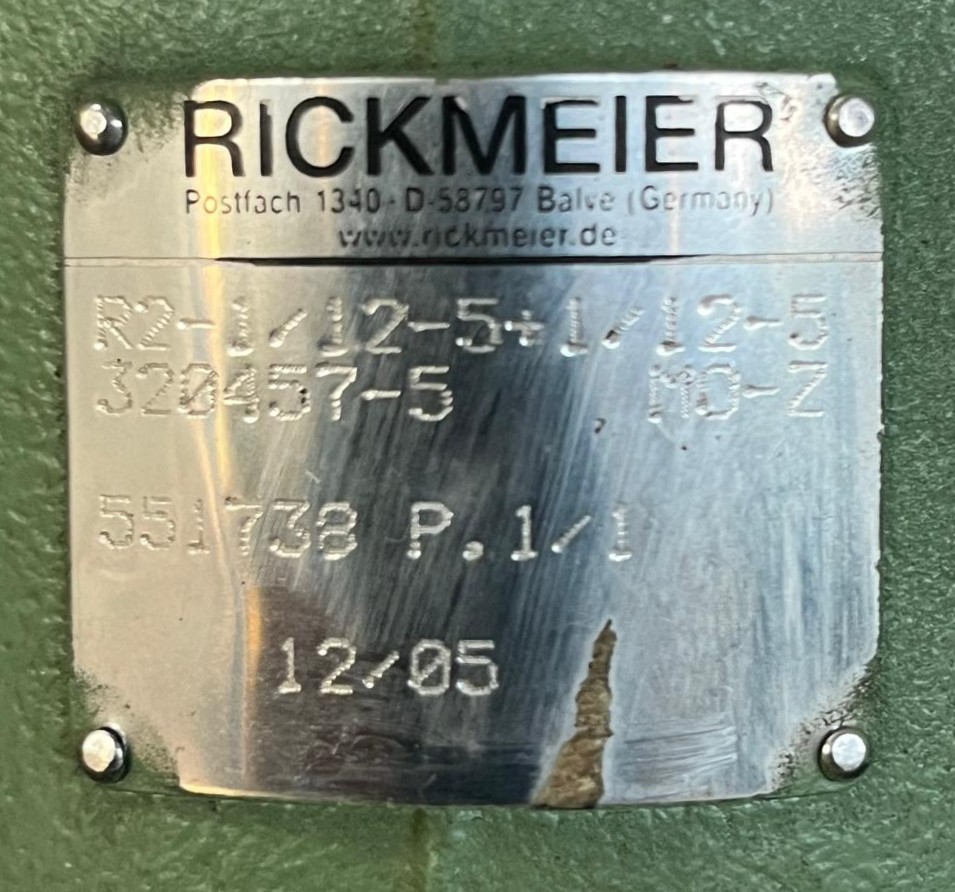 RICKMEIER
Postfach 1340 · D-58797 Balve (Germany)
www.rickmeier.de
R2-1/12-5+1/12-5
320457-5 MO-Z
551738 P.1/1
12/05